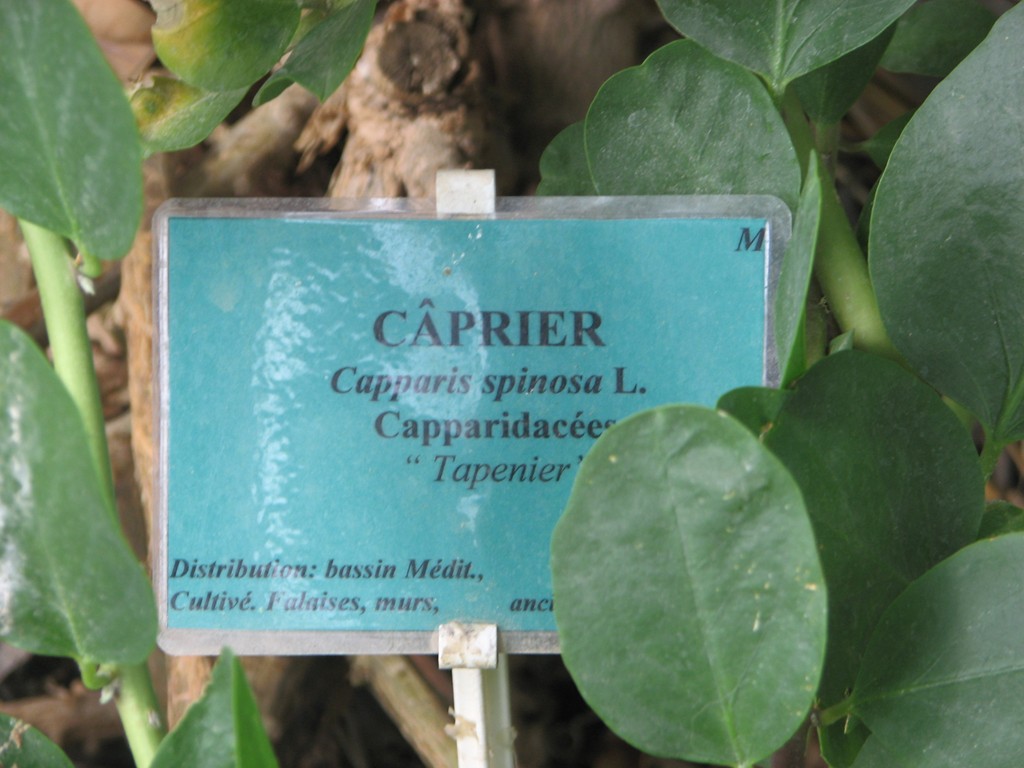 M
CÂPRIER
Capparis spinosa L.
Capparidacées
“ Tapenier”
Distribution: bassin Médit.,
Cultivé. Falaises, murs,